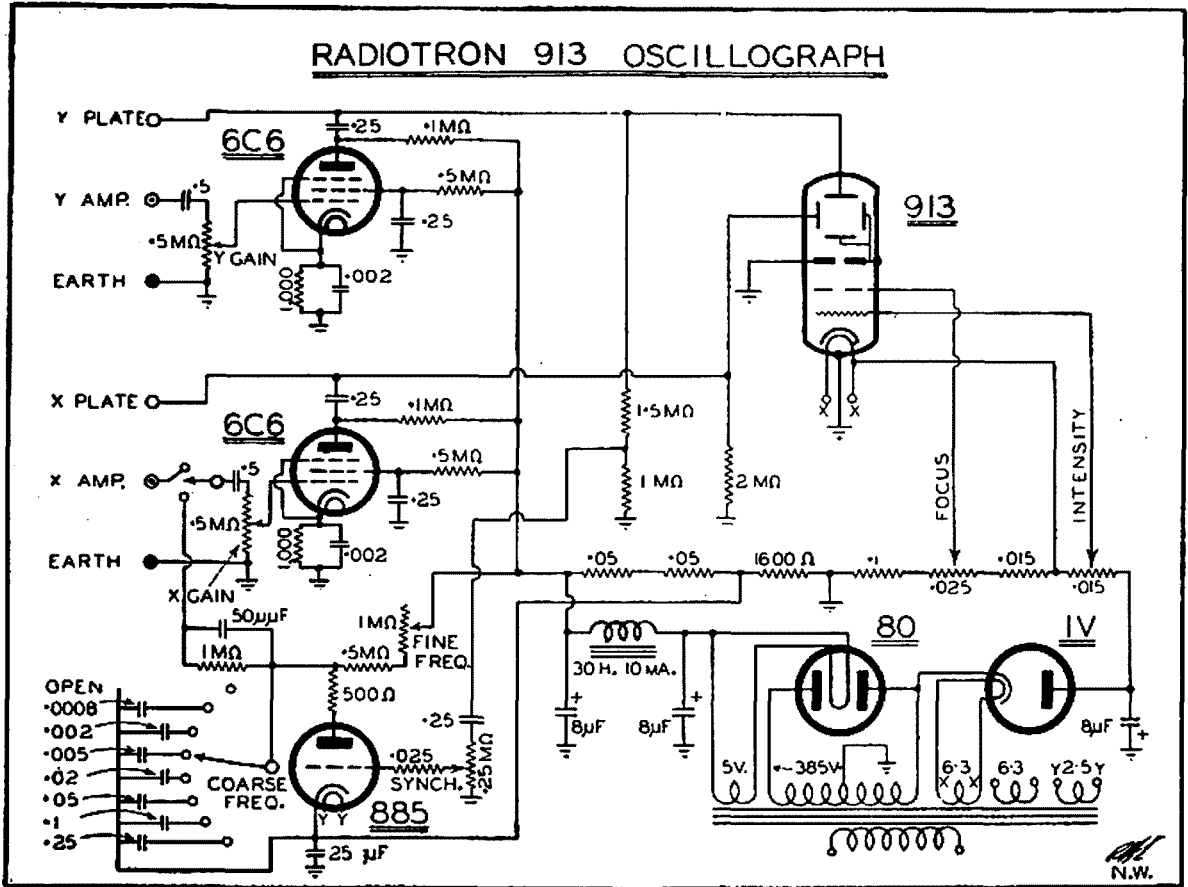 RADIOTRON 913 OSCILLOGRAPH
Y PLATE
·25
·1MΩ
6C6
·5MΩ
Y AMP.
·5
·25
·5MΩ
Y GAIN
EARTH
1,000
·002
913
X X
X PLATE
·25
·1MΩ
6C6
·5MΩ
X AMP.
·5
·25
·5MΩ
EARTH
1,000
·002
X GAIN
1·5MΩ
1 MΩ
2 MΩ
FOCUS
INTENSITY
·05
·05
1600Ω
·1
·025
·015
·015
50µµF
1MΩ
1MΩ
FINE
FREQ.
·5MΩ
500Ω
30 H. 10 MA.
80
1V
8µF
8µF
8µF
+
+
+
OPEN
·0008
·002
·005
·02
·05
·1
·25
COARSE
FREQ.
·025
SYNCH.
·25
·25MΩ
Y Y
885
25 µF
5V.
385V
6·3
X X
6·3
Y 2·5 Y
N.W.